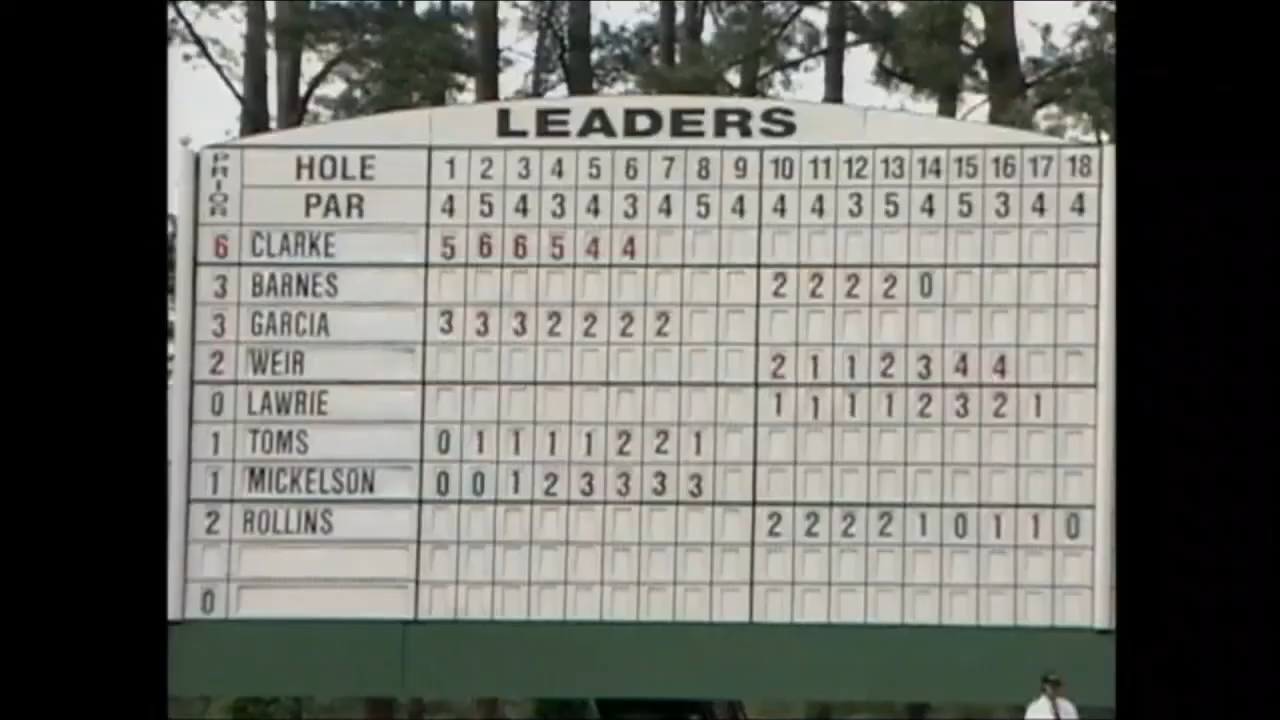 LEADERS
PRIOR HOLE 1 2 3 4 5 6 7 8 9 10 11 12 13 14 15 16 17 18
PAR 4 5 4 3 4 3 4 5 4 4 4 3 5 4 5 3 4 4
6 CLARKE 5 6 6 5 4 4
3 BARNES 2 2 2 2 0
3 GARCIA 3 3 3 2 2 2 2
2 WEIR 2 1 1 2 3 4 4
0 LAWRIE 1 1 1 1 2 3 2 1
1 TOMS 0 1 1 1 1 2 2 1
1 MICKELSON 0 0 1 2 3 3 3 3
2 ROLLINS 2 2 2 2 1 0 1 1 0
0